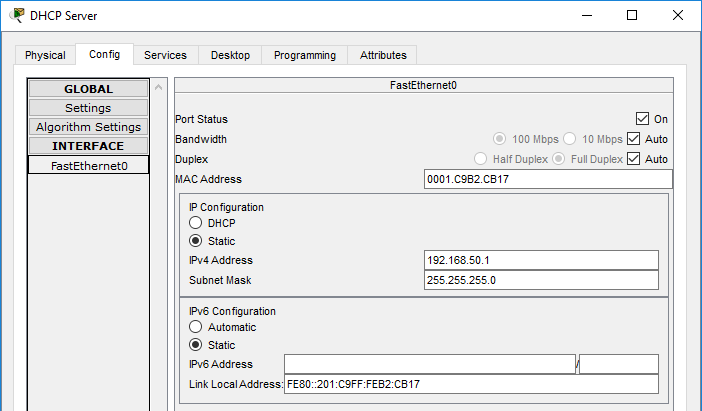 DHCP Server
Physical Config Services Desktop Programming Attributes
GLOBAL
Settings
Algorithm Settings
INTERFACE
FastEthernet0
FastEthernet0
Port Status On
Bandwidth 100 Mbps 10 Mbps Auto
Duplex Half Duplex Full Duplex Auto
MAC Address 0001.C9B2.CB17
IP Configuration
DHCP
Static
IPv4 Address 192.168.50.1
Subnet Mask 255.255.255.0
IPv6 Configuration
Automatic
Static
IPv6 Address /
Link Local Address: FE80::201:C9FF:FEB2:CB17